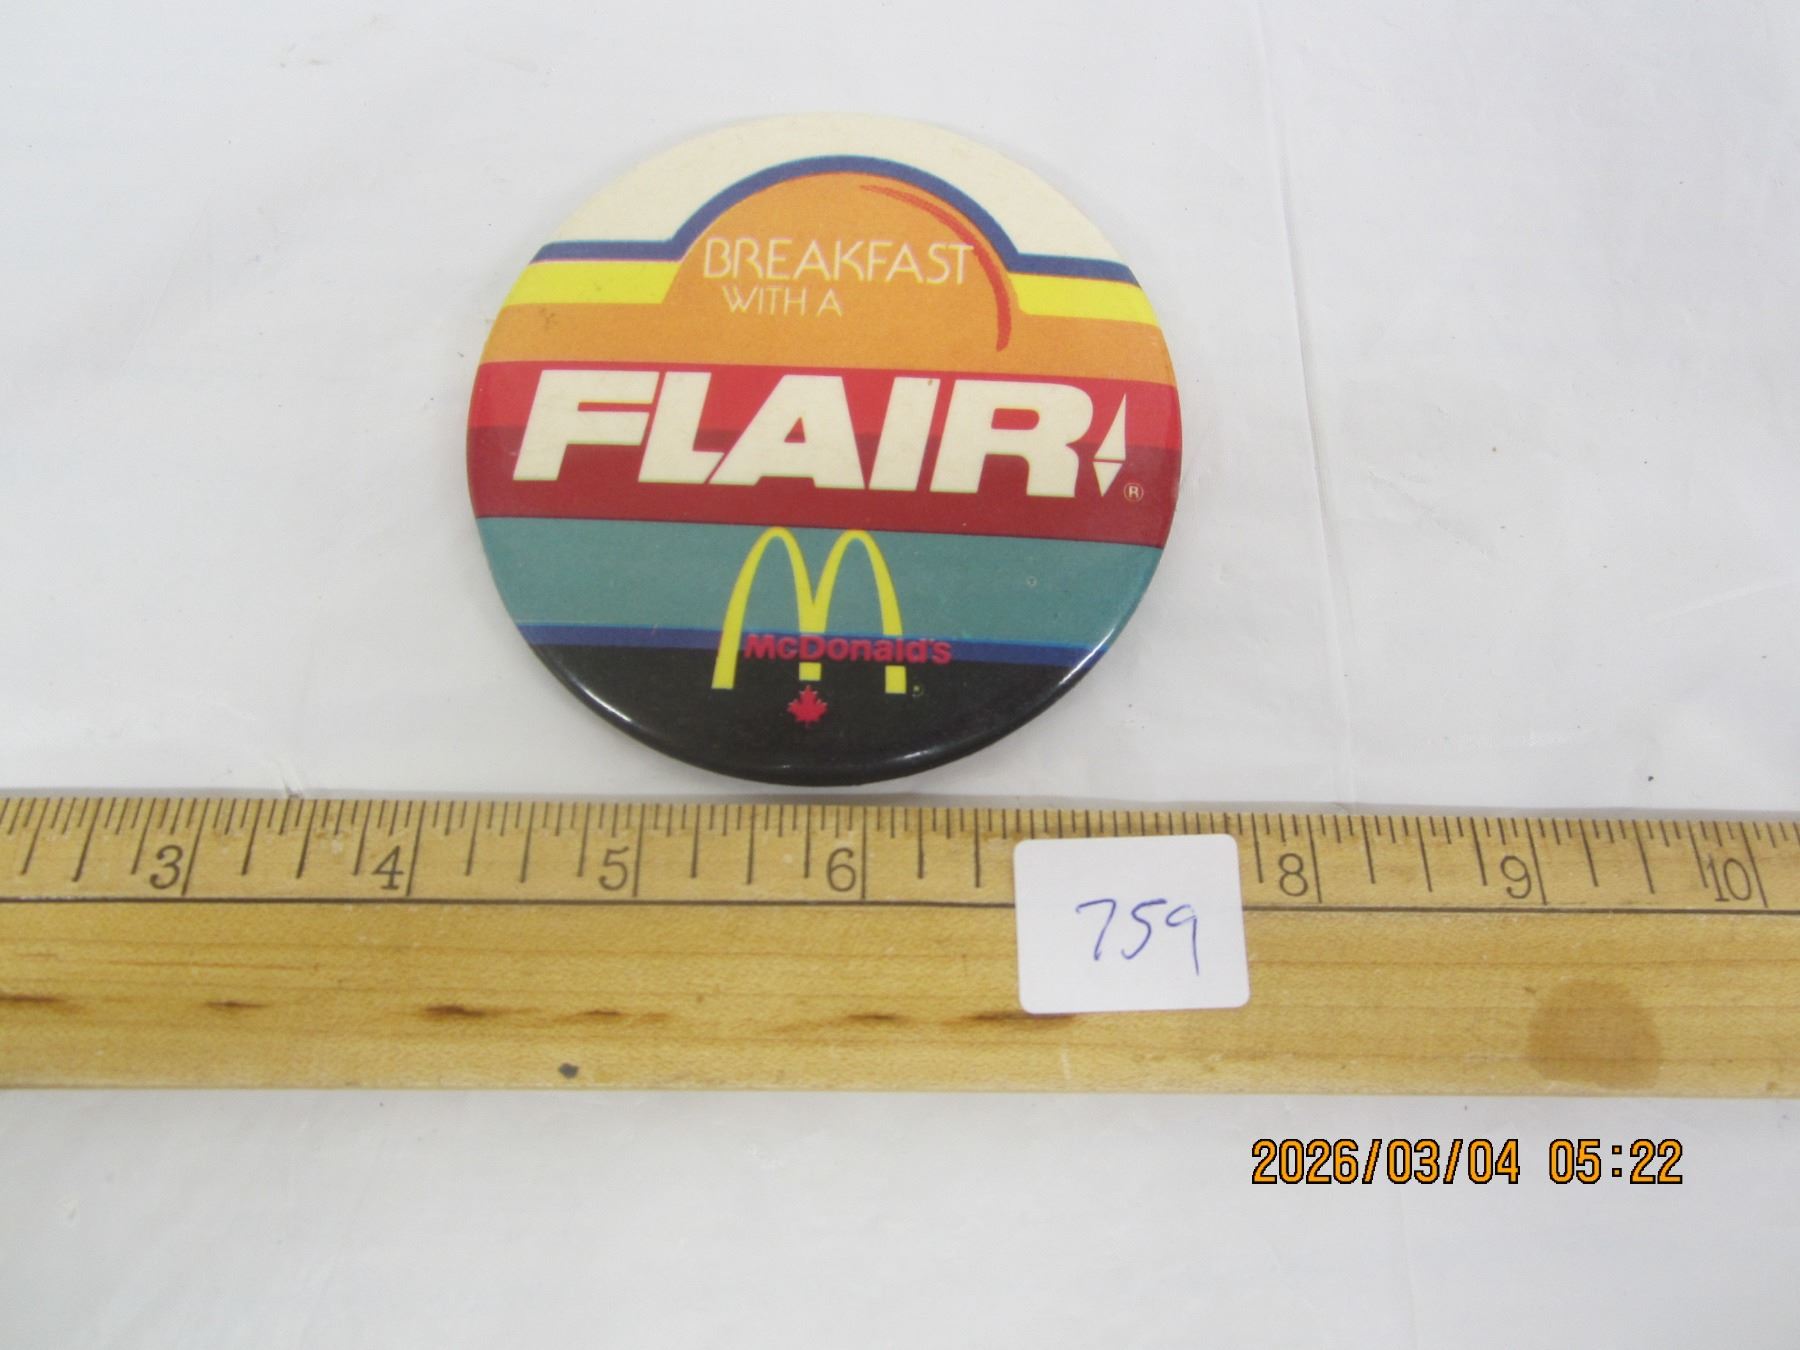 BREAKFAST
WITH A
FLAIR
®
McDonald's
3 4 5 6 8 9 10
759
2026/03/04 05:22